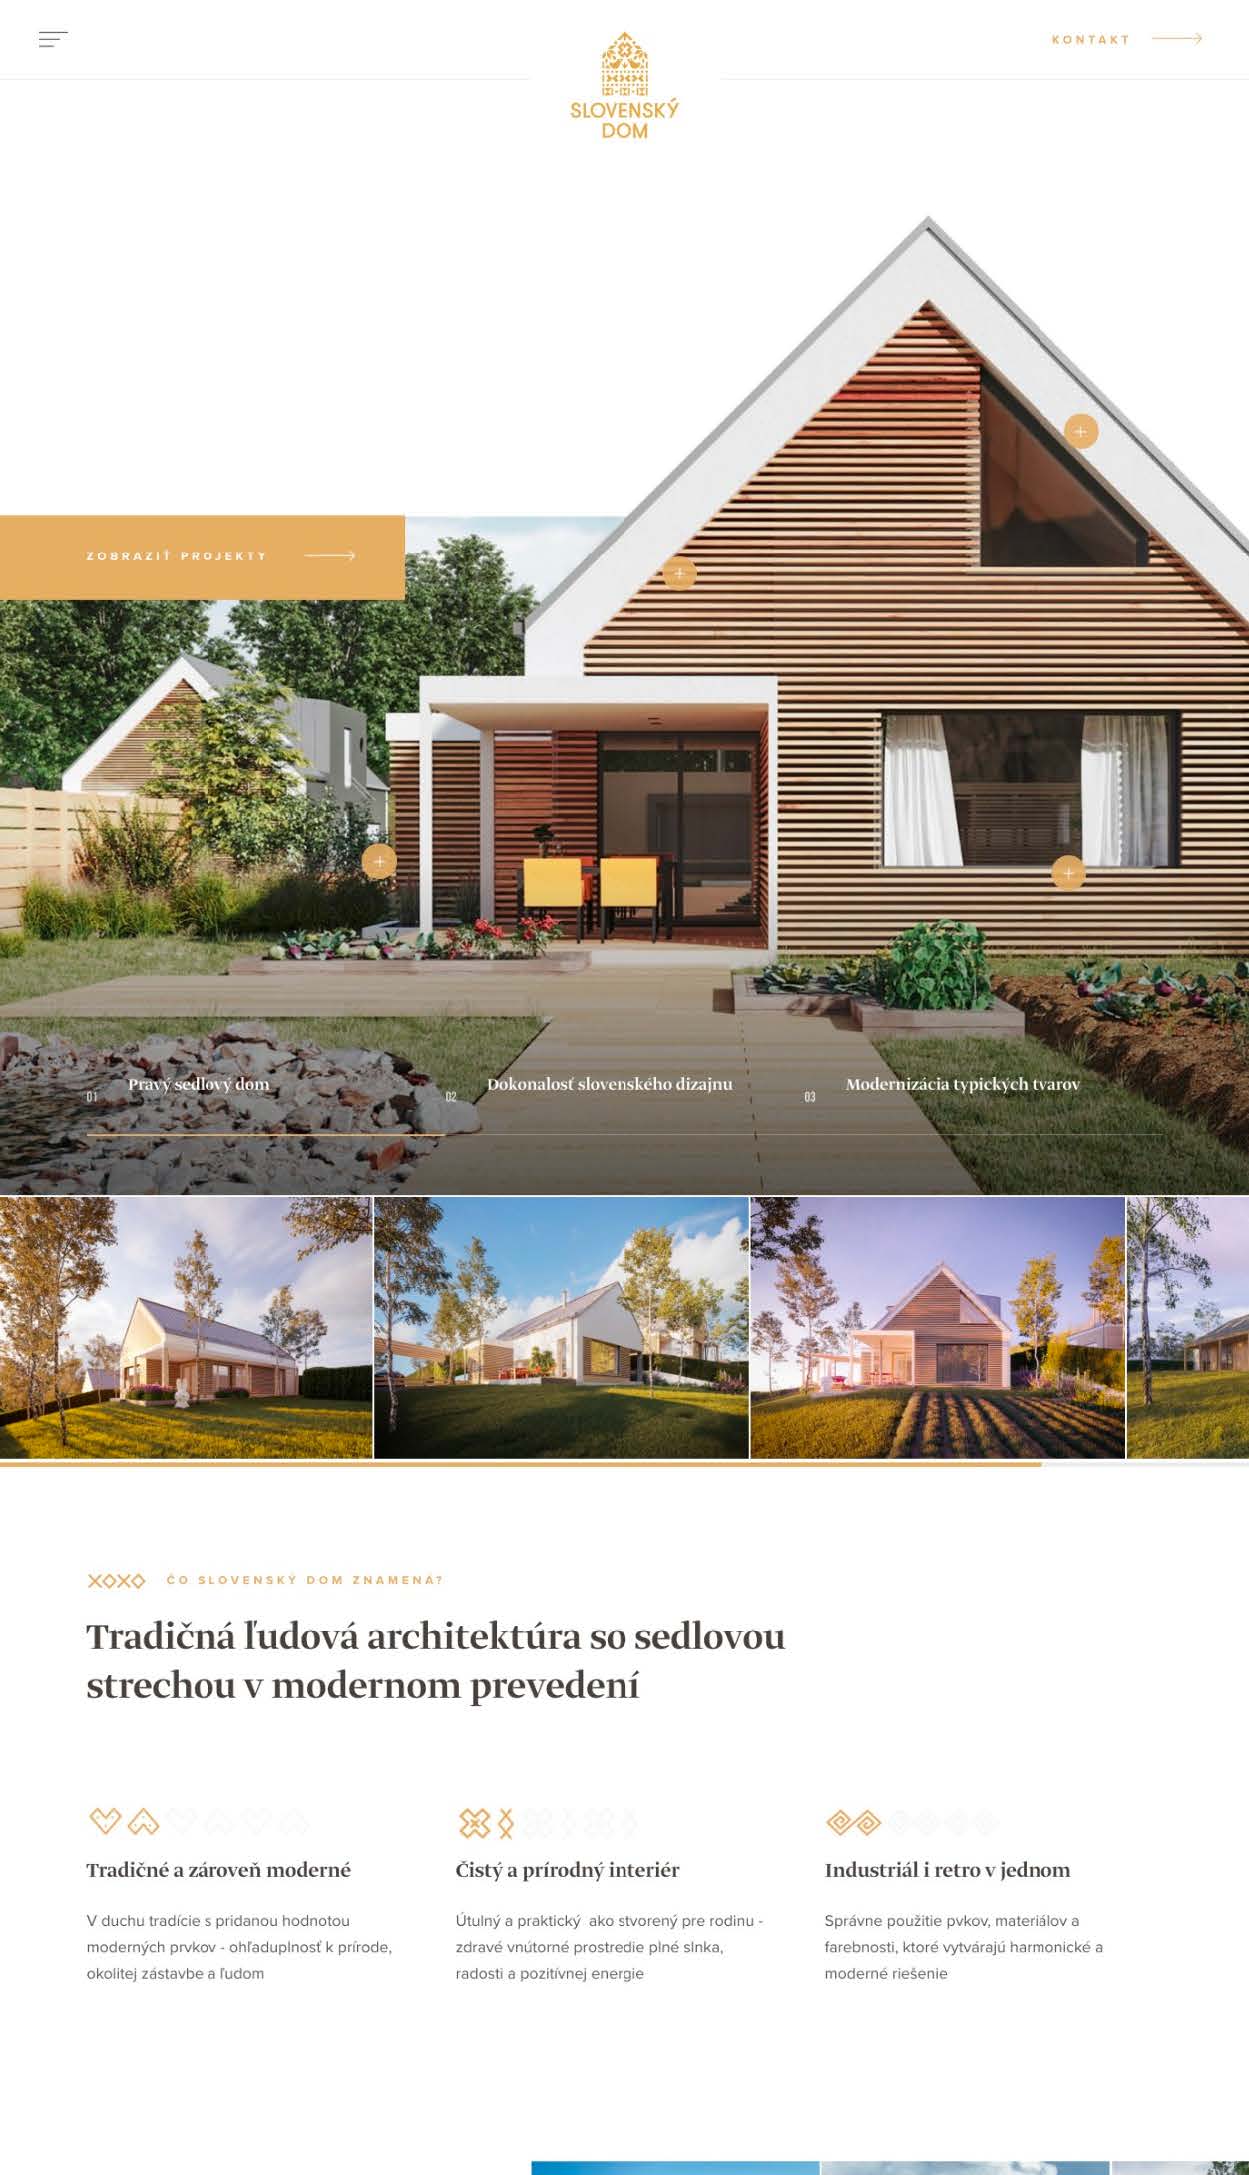 KONTAKT
SLOVENSKÝ
DOM
ZOBRAZIŤ PROJEKTY
01 Pravý sedlový dom
02 Dokonalosť slovenského dizajnu
03 Modernizácia typických tvarov
ČO SLOVENSKÝ DOM ZNAMENÁ?
Tradičná ľudová architektúra so sedlovou
strechou v modernom prevedení
Tradičné a zároveň moderné
V duchu tradície s pridanou hodnotou
moderných prvkov - ohľaduplnosť k prírode,
okolitej zástavbe a ľudom
Čistý a prírodný interiér
Útulný a praktický  ako stvorený pre rodinu -
zdravé vnútorné prostredie plné slnka,
radosti a pozitívnej energie
Industriál i retro v jednom
Správne použitie pvkov, materiálov a
farebnosti, ktoré vytvárajú harmonické a
moderné riešenie